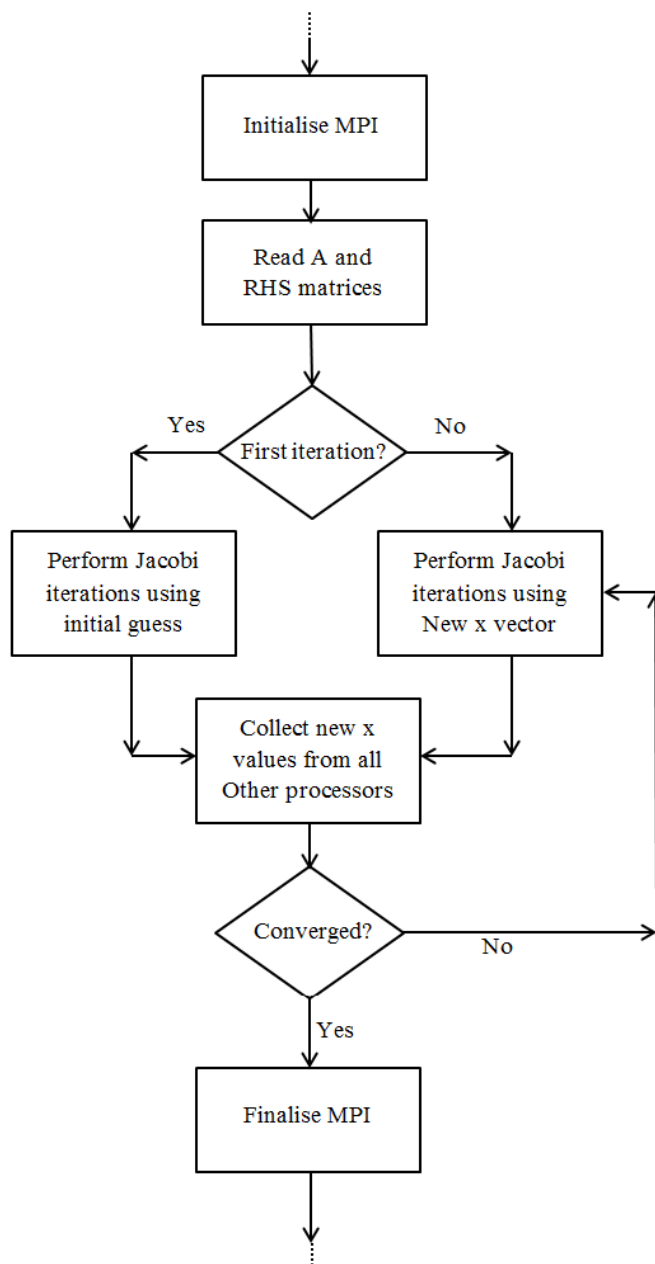 Initialise MPI
Read A and
RHS matrices
Yes
No
First iteration?
Perform Jacobi
iterations using
initial guess
Perform Jacobi
iterations using
New x vector
Collect new x
values from all
Other processors
Converged?
No
Yes
Finalise MPI